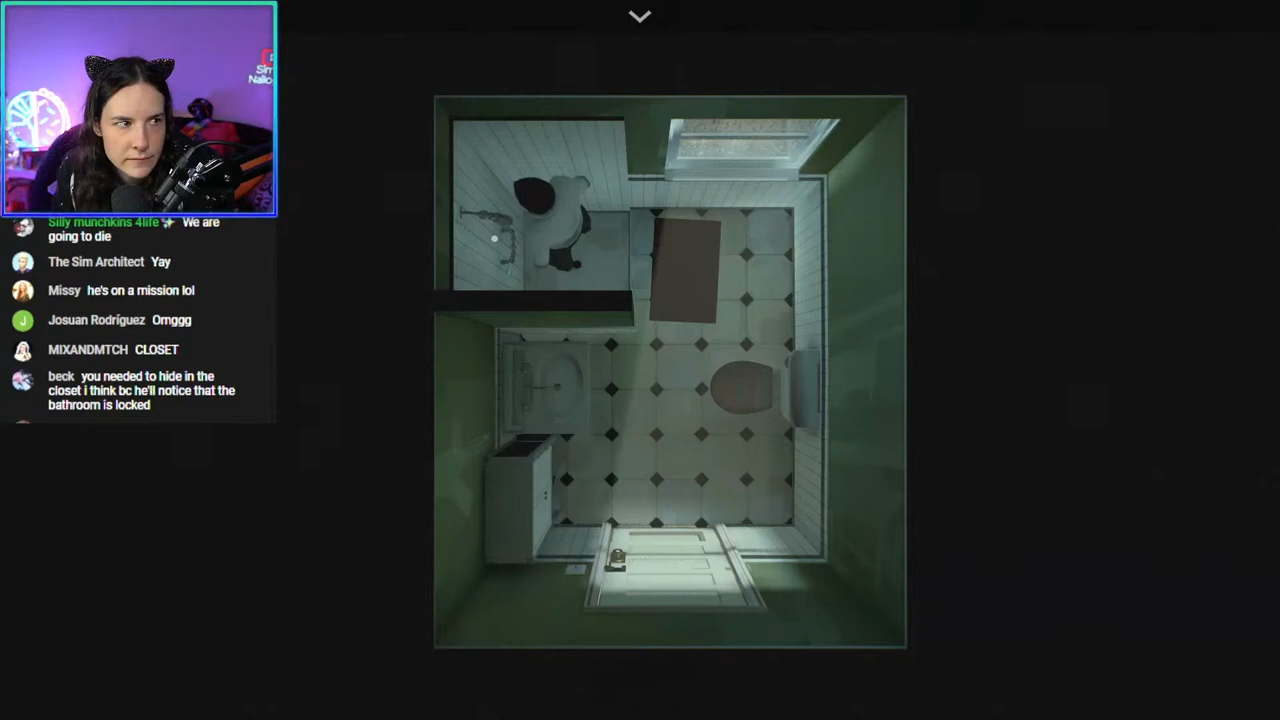 Silly munchkins 4life✨ We are
going to die
The Sim Architect Yay
Missy he's on a mission lol
J Josuan Rodríguez Omggg
MIXANDMTCH CLOSET
beck you needed to hide in the
closet i think bc he'll notice that the
bathroom is locked